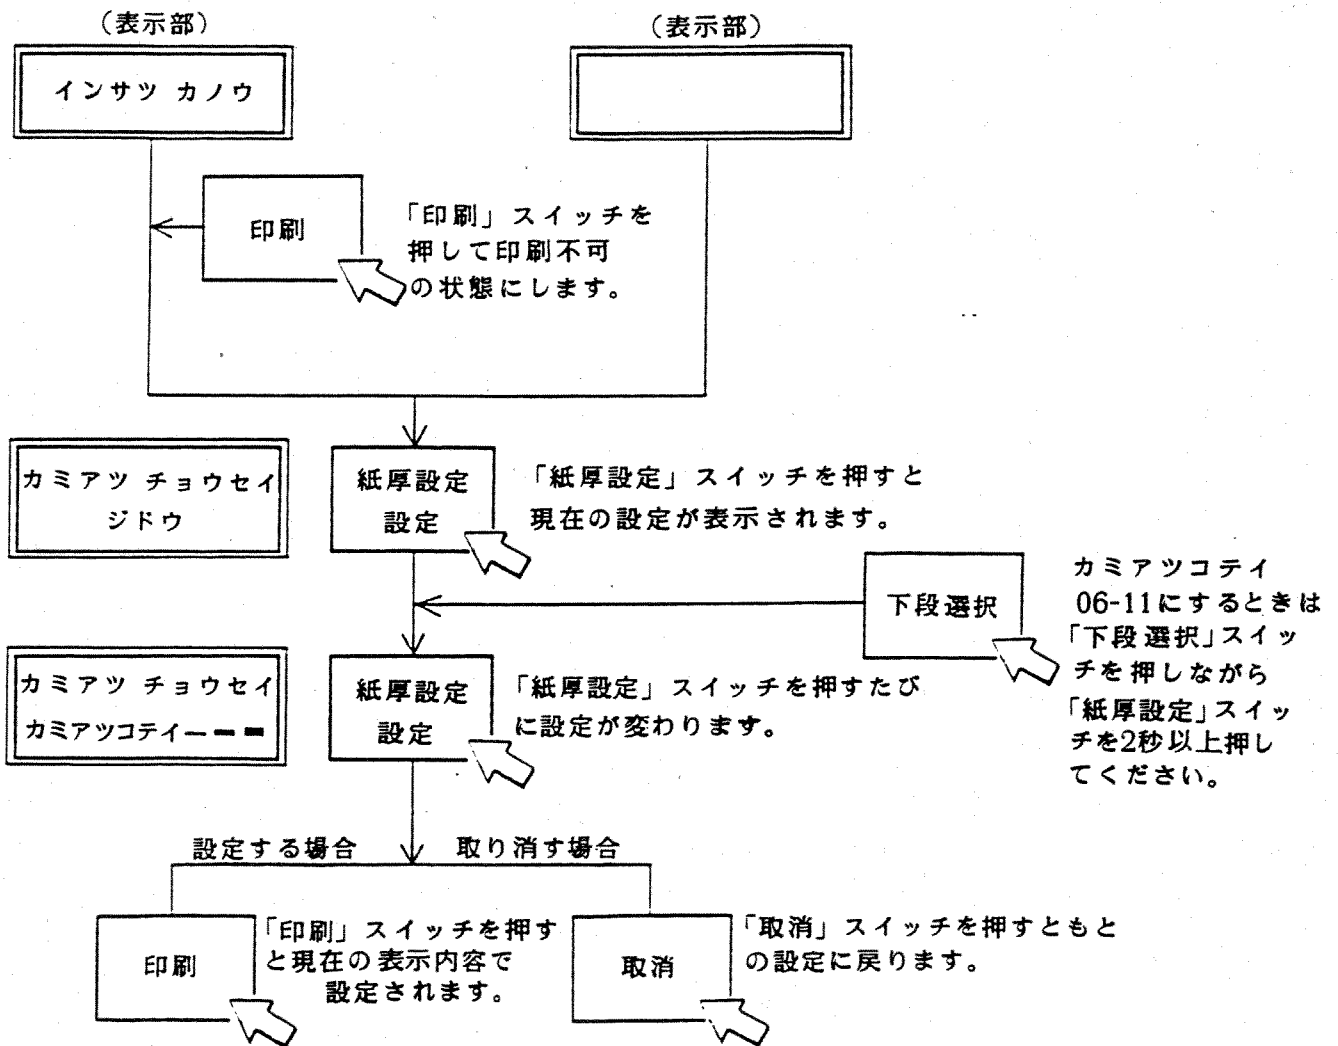 （表示部）
（表示部）
インサツ カノウ
印刷
「印刷」スイッチを
押して印刷不可
の状態にします。
カミアツ チョウセイ
ジドウ
紙厚設定
設定
「紙厚設定」スイッチを押すと
現在の設定が表示されます。
下段選択
カミアツコテイ
06-11にするときは
「下段選択」スイッ
チを押しながら
「紙厚設定」スイッ
チを2秒以上押し
てください。
カミアツ チョウセイ
カミアツコテイ---
紙厚設定
設定
「紙厚設定」スイッチを押すたび
に設定が変わります。
設定する場合
取り消す場合
印刷
「印刷」スイッチを押す
と現在の表示内容で
設定されます。
取消
「取消」スイッチを押すともと
の設定に戻ります。